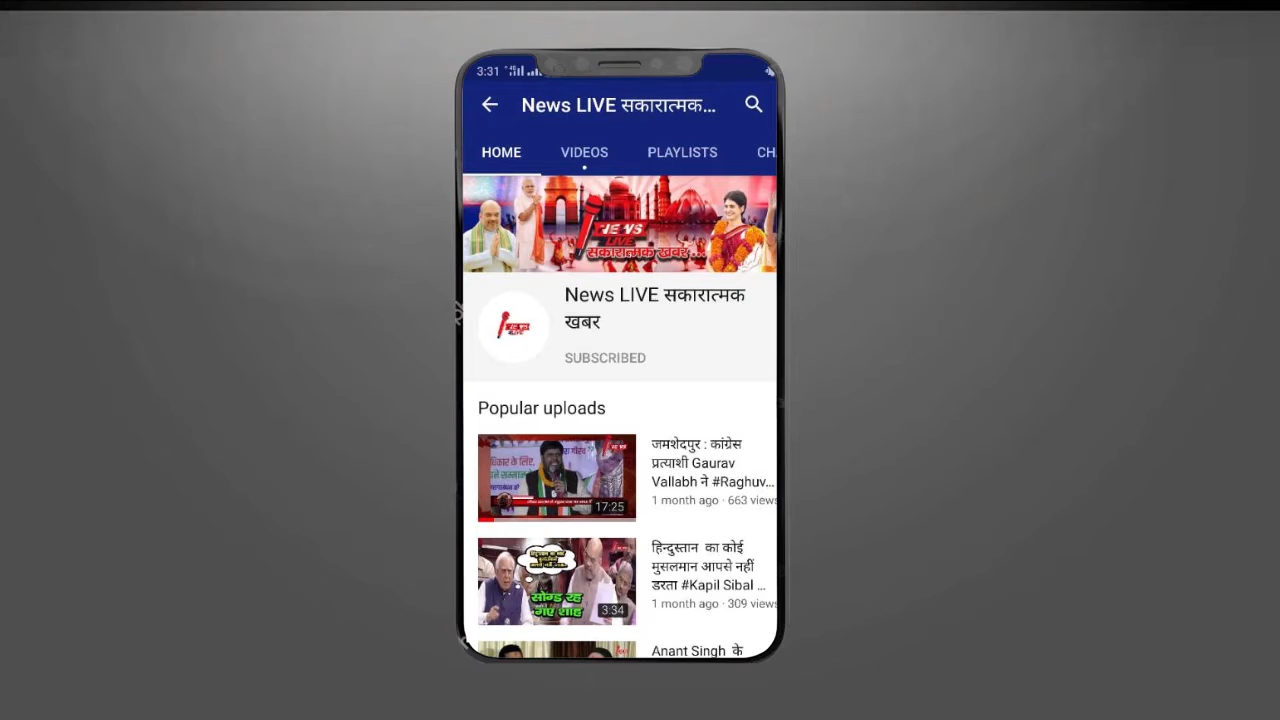 3:31
News LIVE सकारात्मक...
HOME VIDEOS PLAYLISTS CH
NEWS
LIVE
सकारात्मक खबर ...
News LIVE सकारात्मक
खबर
NEWS
LIVE
SUBSCRIBED
Popular uploads
17:25
जमशेदपुर : कांग्रेस
प्रत्याशी Gaurav
Vallabh ने #Raghuv...
1 month ago · 663 views
सोग्ड रह
गए शाह
3:34
हिन्दुस्तान का कोई
मुसलमान आपसे नहीं
डरता #Kapil Sibal ...
1 month ago · 309 views
Anant Singh के